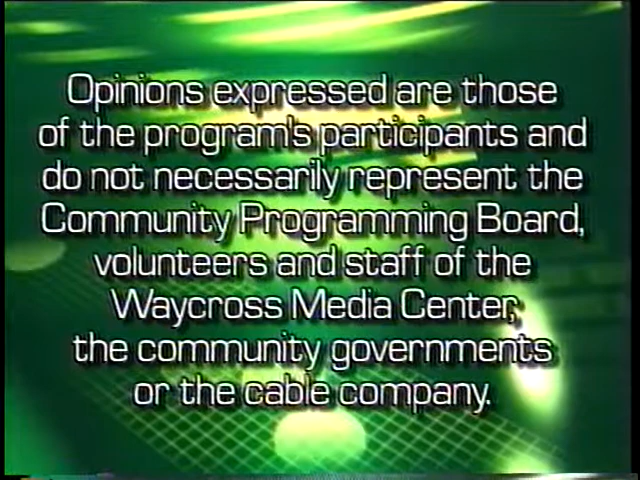 Opinions expressed are those
of the program's participants and
do not necessarily represent the
Community Programming Board,
volunteers and staff of the
Waycross Media Center,
the community governments
or the cable company.